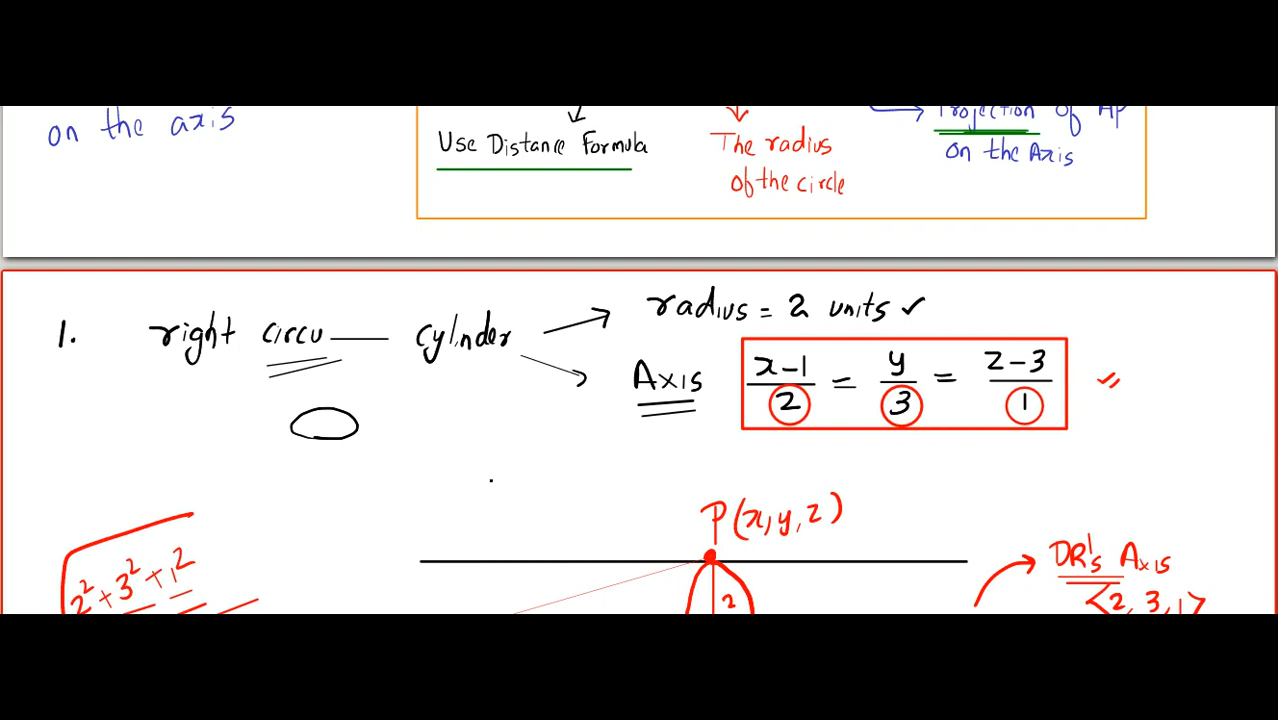 on the axis
Use Distance Formula
The radius
of the circle
Projection of AP
on the Axis
1. right circu cylinder
radius = 2 units ✓
Axis x-1/2 = y/3 = z-3/1
P(x,y,z)
2² + 3² + 1²
2
DR's Axis
<2, 3, 1>